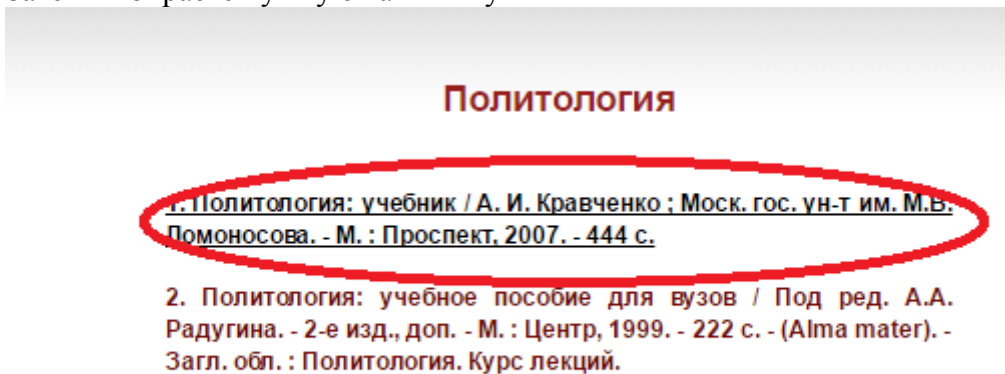 Политология
1. Политология: учебник / А. И. Кравченко ; Моск. гос. ун-т им. М.В.
Ломоносова. - М. : Проспект, 2007. - 444 с.
2. Политология: учебное пособие для вузов / Под ред. А.А.
Радугина. - 2-е изд., доп. - М. : Центр, 1999. - 222 с. - (Alma mater). -
Загл. обл. : Политология. Курс лекций.